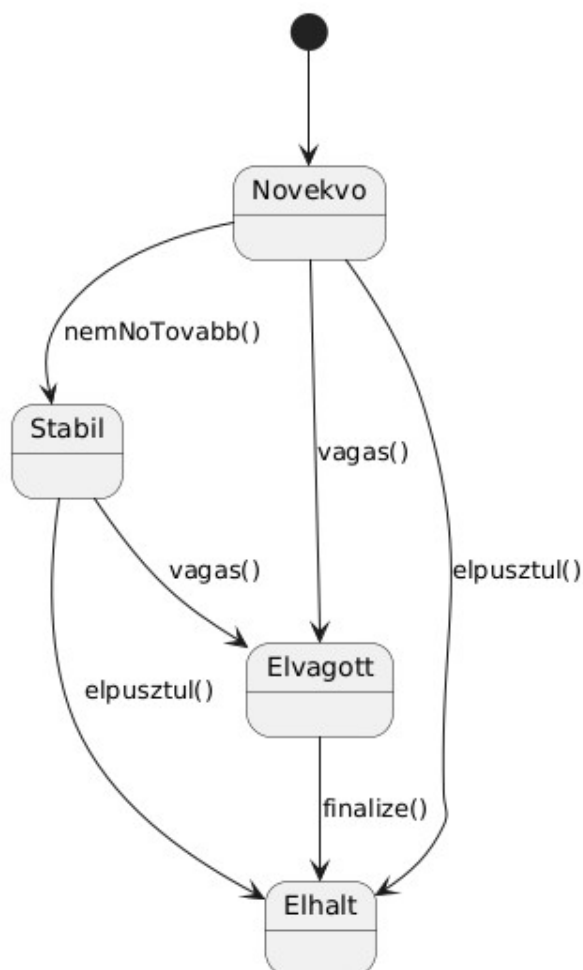 Novekvo
nemNoTovabb()
Stabil
vagas()
vagas()
elpusztul()
elpusztul()
Elvagott
finalize()
Elhalt